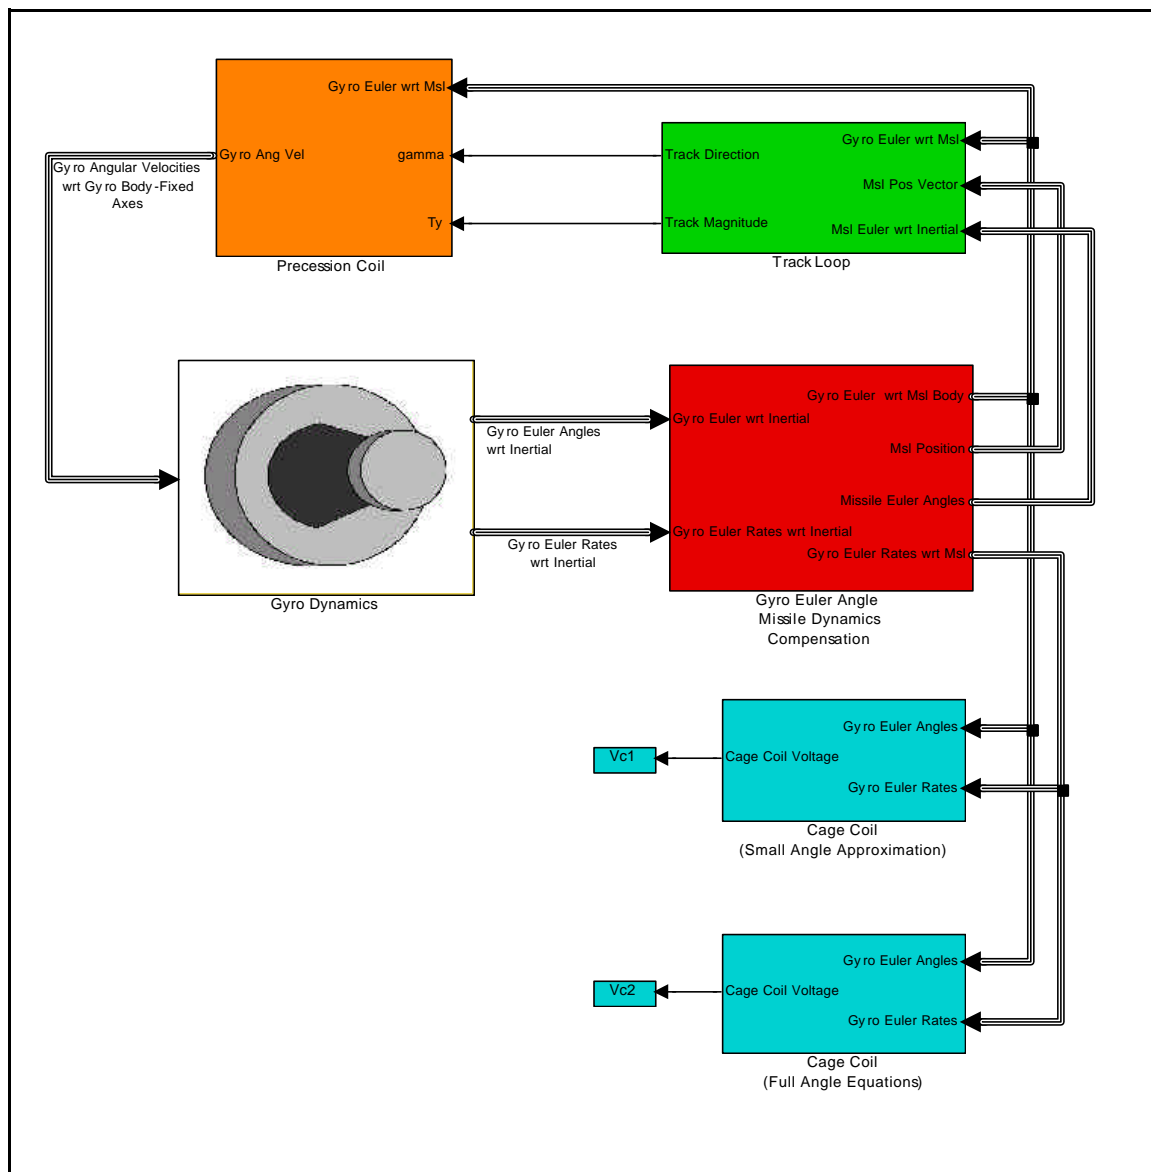 Gyro Euler wrt Msl
Gyro Ang Vel
gamma
Ty
Precession Coil
Gyro Angular Velocities
wrt Gyro Body-Fixed
Axes
Gyro Euler wrt Msl
Track Direction
Msl Pos Vector
Track Magnitude
Msl Euler wrt Inertial
Track Loop
Gyro Dynamics
Gyro Euler Angles
wrt Inertial
Gyro Euler Rates
wrt Inertial
Gyro Euler wrt Msl Body
Gyro Euler wrt Inertial
Msl Position
Missile Euler Angles
Gyro Euler Rates wrt Inertial
Gyro Euler Rates wrt Msl
Gyro Euler Angle
Missile Dynamics
Compensation
Gyro Euler Angles
Vc1
Cage Coil Voltage
Gyro Euler Rates
Cage Coil
(Small Angle Approximation)
Gyro Euler Angles
Vc2
Cage Coil Voltage
Gyro Euler Rates
Cage Coil
(Full Angle Equations)